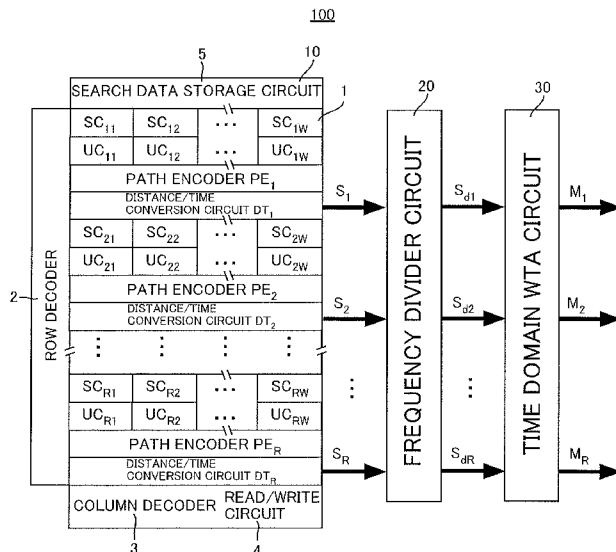 100
5 10
SEARCH DATA STORAGE CIRCUIT
1 20 30
SC11 SC12 ... SC1W
UC11 UC12 ... UC1W
PATH ENCODER PE1
DISTANCE/TIME
CONVERSION CIRCUIT DT1
S1 Sd1 M1
SC21 SC22 ... SC2W
UC21 UC22 ... UC2W
2 ROW DECODER
PATH ENCODER PE2
DISTANCE/TIME
CONVERSION CIRCUIT DT2
S2 Sd2 M2
FREQUENCY DIVIDER CIRCUIT
TIME DOMAIN WTA CIRCUIT
SCR1 SCR2 ... SCRW
UCR1 UCR2 ... UCRW
PATH ENCODER PER
DISTANCE/TIME
CONVERSION CIRCUIT DTR
SR SdR MR
COLUMN DECODER
READ/WRITE
CIRCUIT
3 4